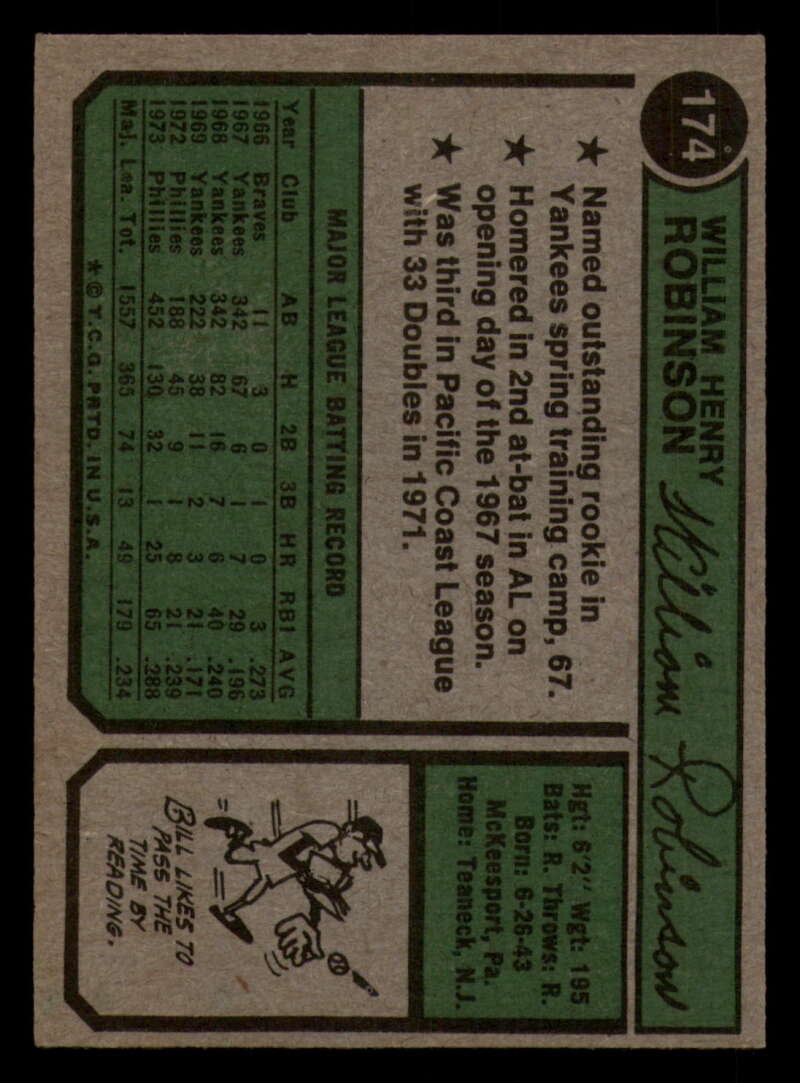 174
WILLIAM HENRY
ROBINSON
William Robinson
★ Named outstanding rookie in
Yankees spring training camp, 67.
★ Homered in 2nd at-bat in AL on
opening day of the 1967 season.
★ Was third in Pacific Coast League
with 33 Doubles in 1971.
MAJOR LEAGUE BATTING RECORD
Year Club AB H 2B 3B HR RBI AVG
1966 Braves 11 3 0 1 0 3 .273
1967 Yankees 342 67 6 1 7 29 .196
1968 Yankees 342 82 16 7 6 40 .240
1969 Yankees 222 38 11 2 3 21 .171
1972 Phillies 188 45 9 1 8 21 .239
1973 Phillies 452 130 32 1 25 65 .288
Maj. Lea. Tot. 1557 365 74 13 49 179 .234
* © T.C.G. PRTD. IN U.S.A.
Hgt: 6'2" Wgt: 195
Bats: R. Throws: R.
Born: 6-26-43
McKeesport, Pa.
Home: Teaneck, N.J.
BILL LIKES TO
PASS THE
TIME BY
READING.